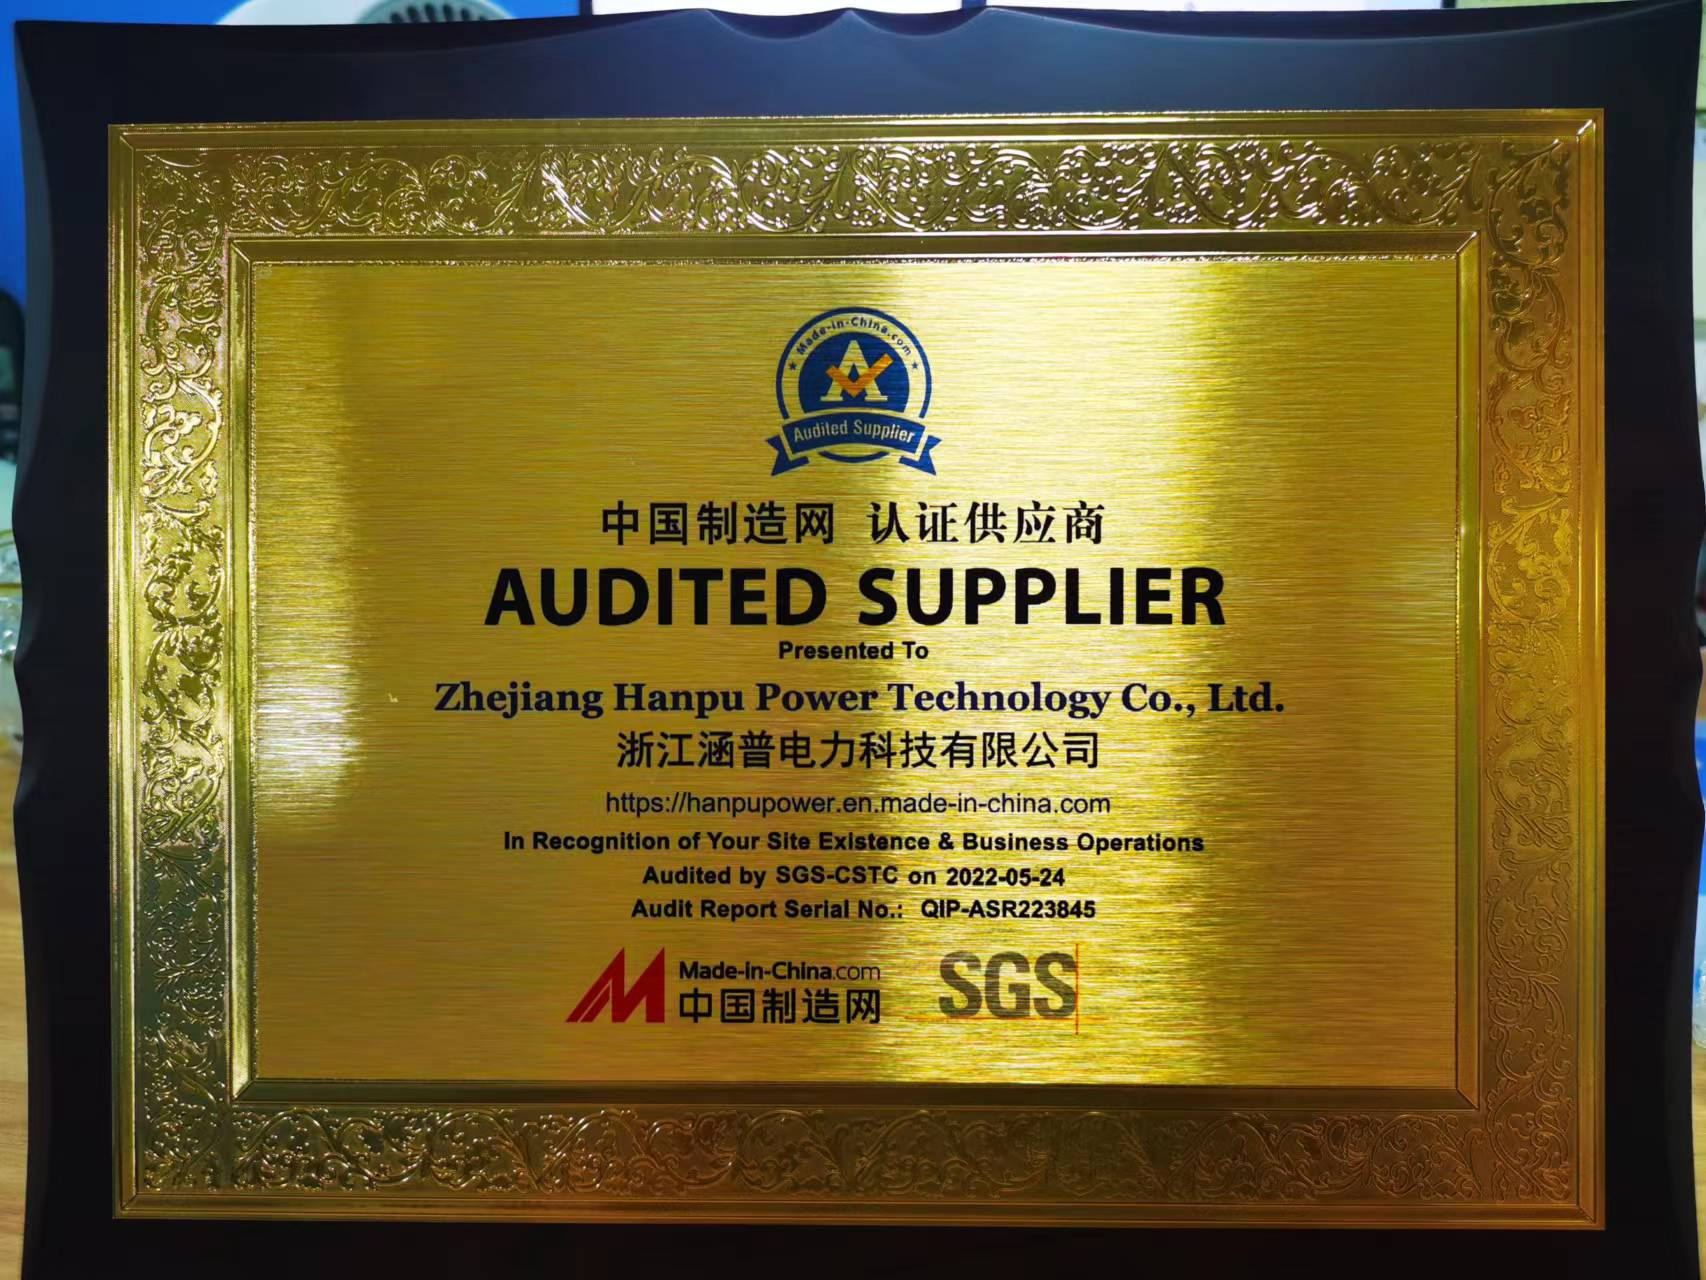 Made-in-China.com
A
Audited Supplier
中国制造网 认证供应商
AUDITED SUPPLIER
Presented To
Zhejiang Hanpu Power Technology Co., Ltd.
浙江涵普电力科技有限公司
https://hanpupower.en.made-in-china.com
In Recognition of Your Site Existence & Business Operations
Audited by SGS-CSTC on 2022-05-24
Audit Report Serial No.: QIP-ASR223845
Made-in-China.com
中国制造网
SGS